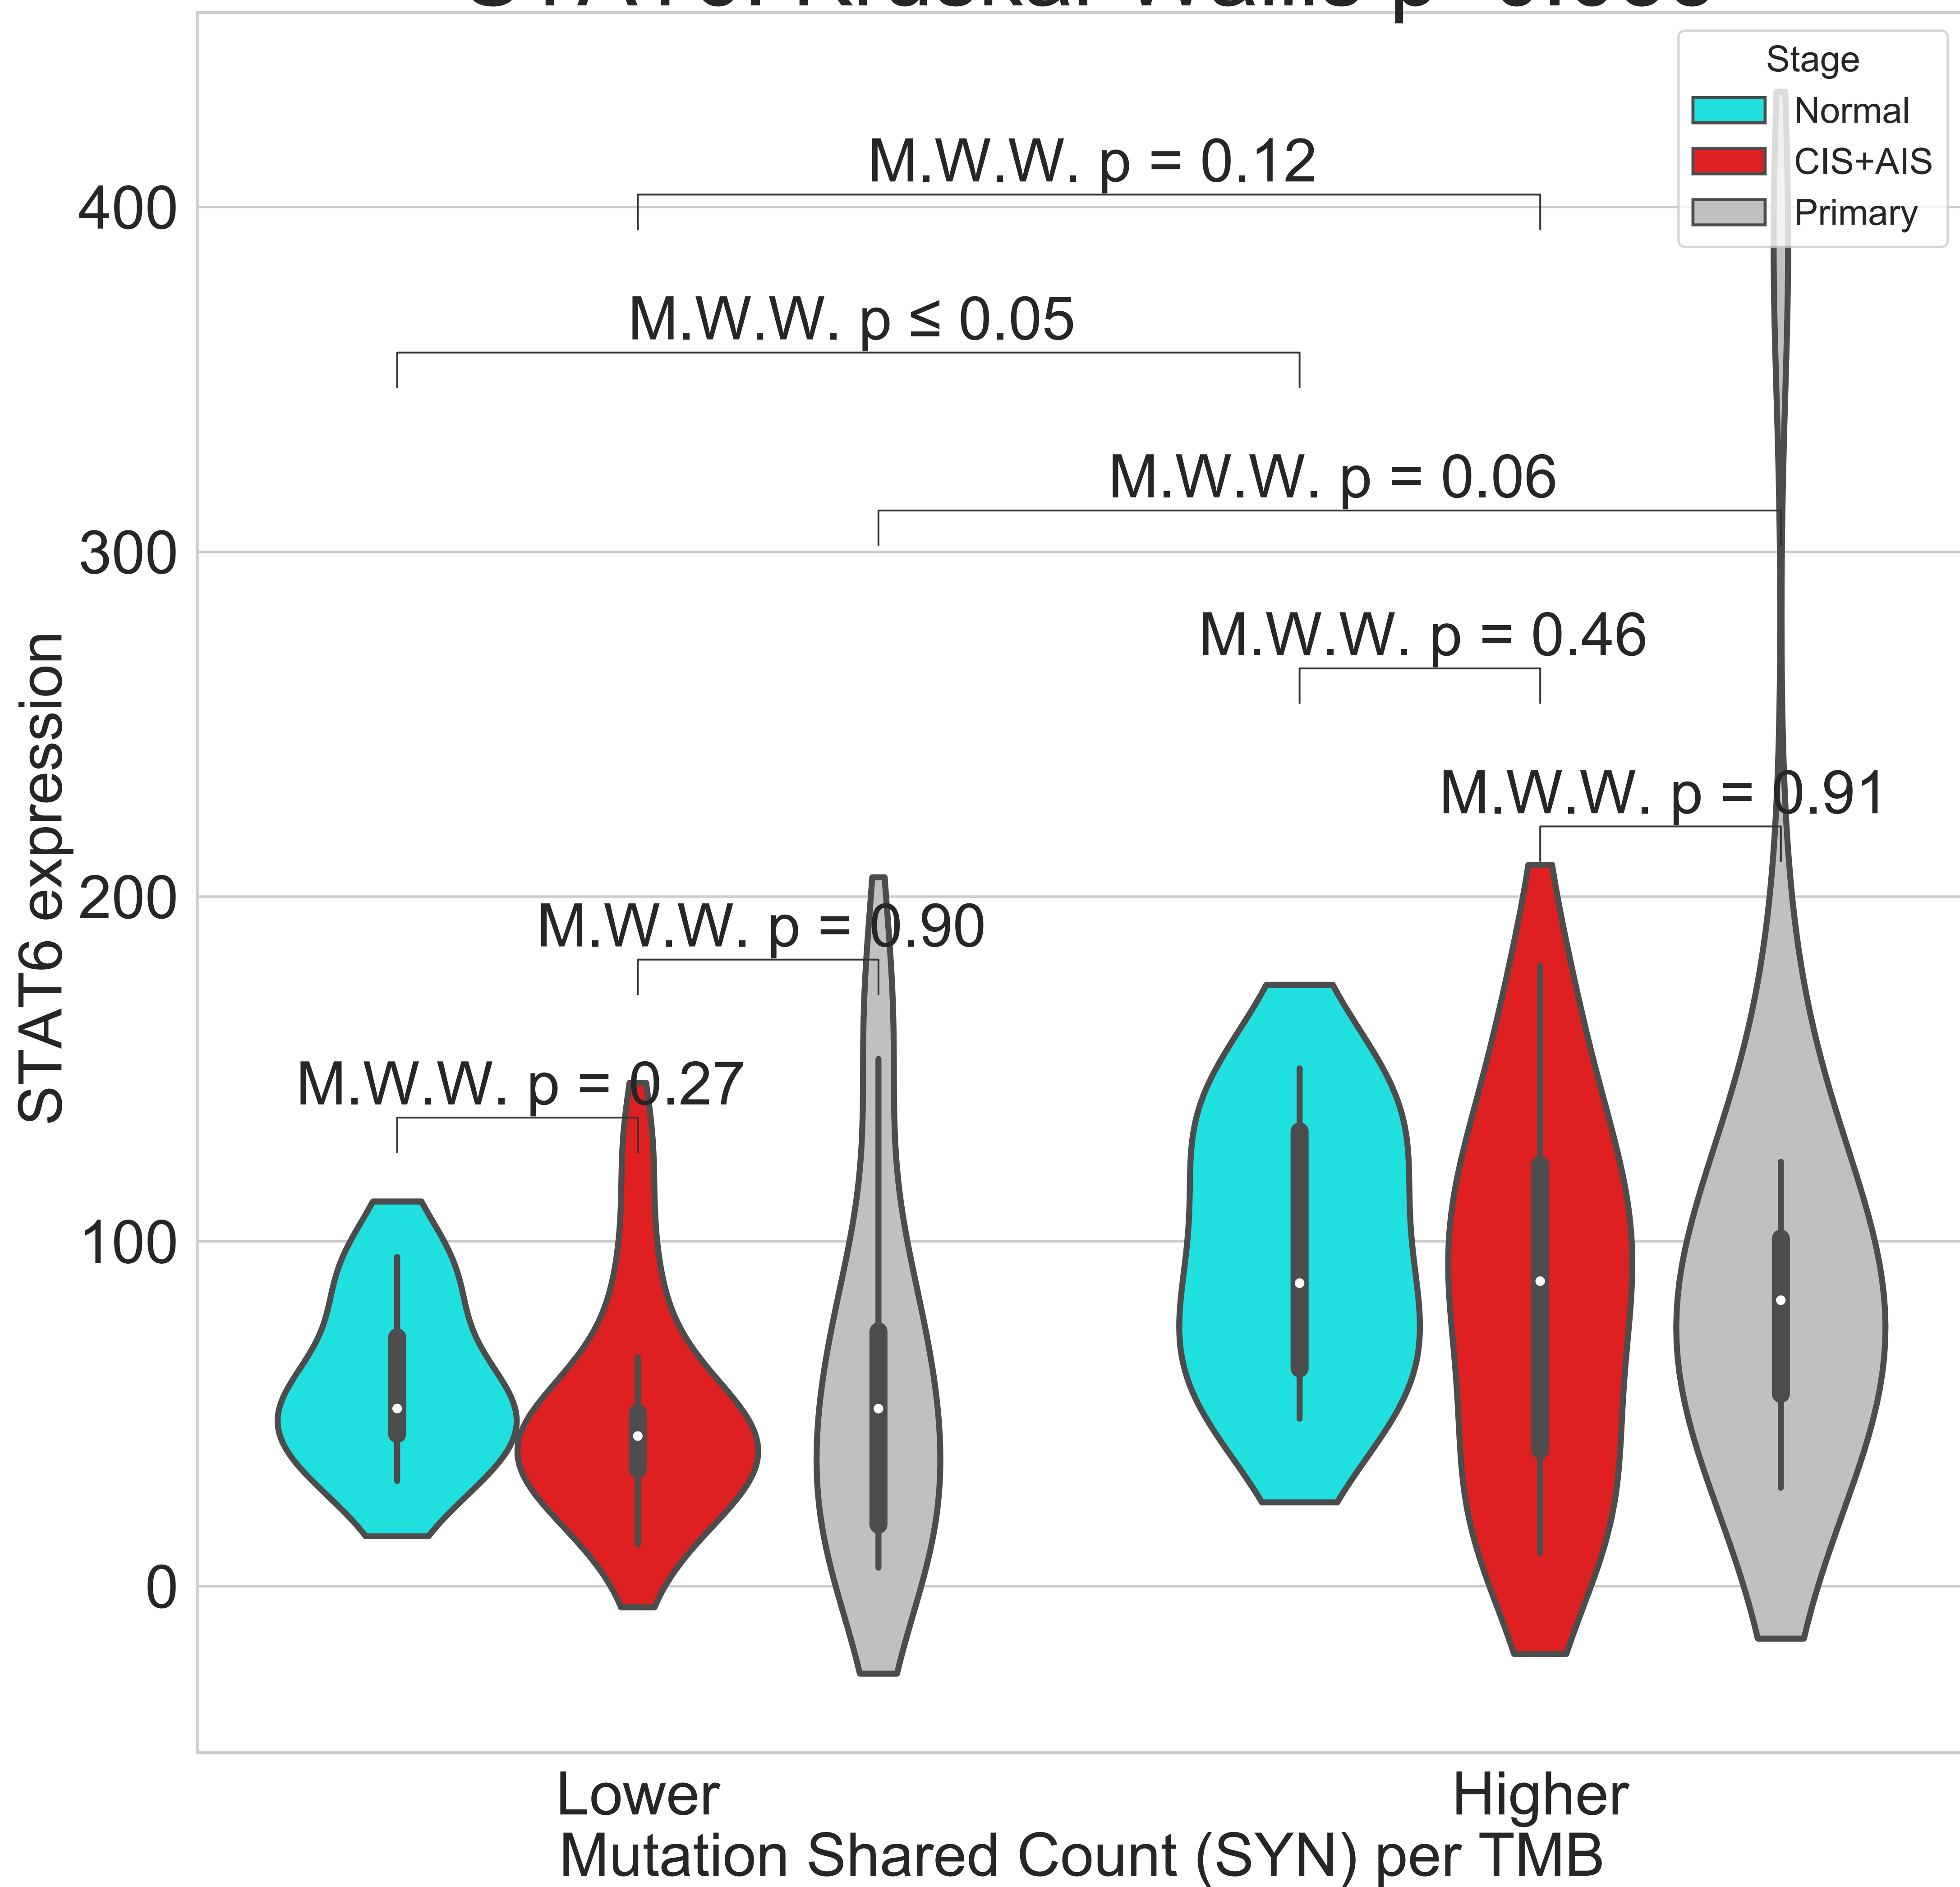 Stage
Normal
CIS+AIS
Primary
M.W.W. p = 0.12
400
M.W.W. p ≤ 0.05
M.W.W. p = 0.06
300
M.W.W. p = 0.46
M.W.W. p = 0.91
200
M.W.W. p = 0.90
M.W.W. p = 0.27
100
0
STAT6 expression
Lower
Higher
Mutation Shared Count (SYN) per TMB